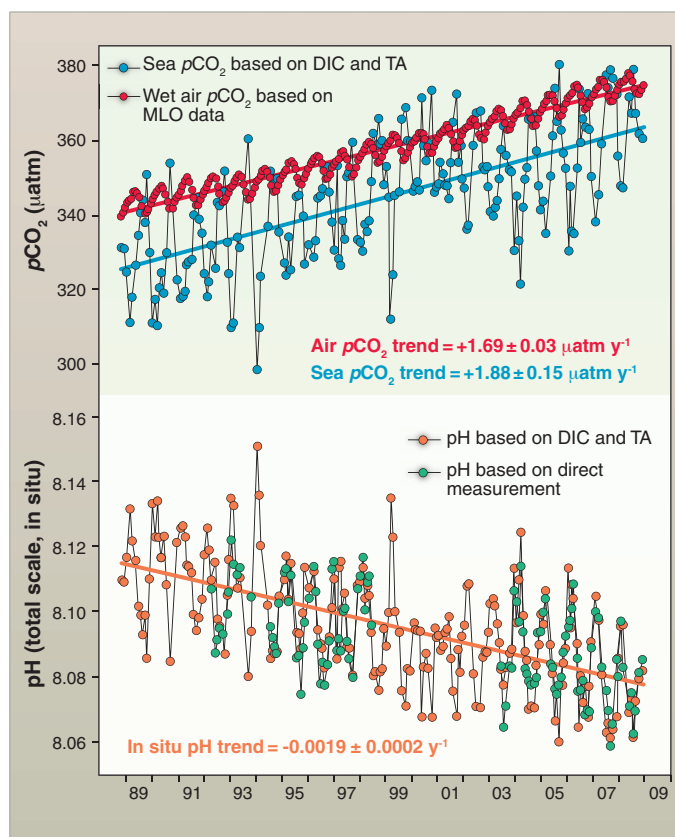 380
360
340
320
300
pCO₂ (μatm)
Sea pCO₂ based on DIC and TA
Wet air pCO₂ based on
MLO data
Air pCO₂ trend = +1.69 ± 0.03 μatm y⁻¹
Sea pCO₂ trend = +1.88 ± 0.15 μatm y⁻¹
8.16
8.14
8.12
8.10
8.08
8.06
pH (total scale, in situ)
pH based on DIC and TA
pH based on direct
measurement
In situ pH trend = -0.0019 ± 0.0002 y⁻¹
89 91 93 95 97 99 01 03 05 07 09